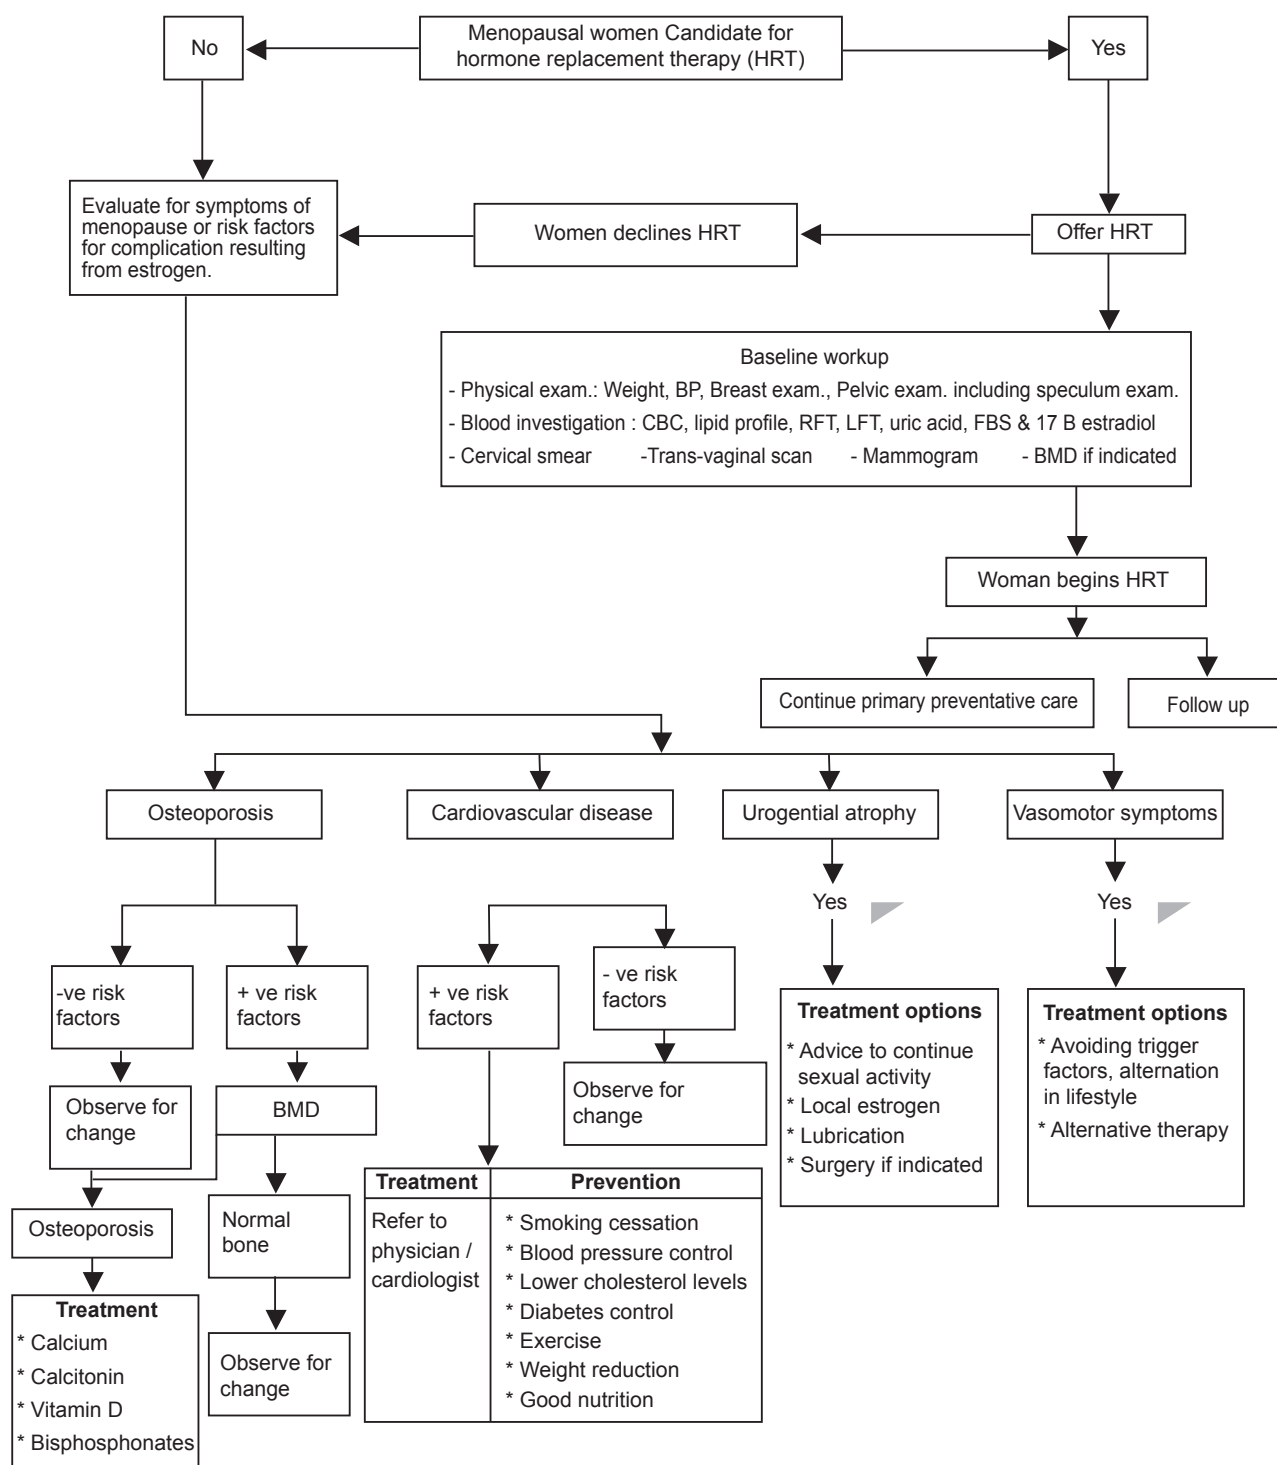 No
Menopausal women Candidate for
hormone replacement therapy (HRT)
Yes
Evaluate for symptoms of
menopause or risk factors
for complication resulting
from estrogen.
Women declines HRT
Offer HRT
Baseline workup
- Physical exam.: Weight, BP, Breast exam., Pelvic exam. including speculum exam.
- Blood investigation : CBC, lipid profile, RFT, LFT, uric acid, FBS & 17 B estradiol
- Cervical smear -Trans-vaginal scan - Mammogram - BMD if indicated
Woman begins HRT
Continue primary preventative care
Follow up
Osteoporosis
Cardiovascular disease
Urogential atrophy
Vasomotor symptoms
Yes
Yes
-ve risk
factors
+ ve risk
factors
+ ve risk
factors
- ve risk
factors
Observe for
change
BMD
Observe for
change
Treatment options
* Advice to continue
sexual activity
* Local estrogen
* Lubrication
* Surgery if indicated
Treatment options
* Avoiding trigger
factors, alternation
in lifestyle
* Alternative therapy
Osteoporosis
Normal
bone
Treatment
Refer to
physician /
cardiologist
Prevention
* Smoking cessation
* Blood pressure control
* Lower cholesterol levels
* Diabetes control
* Exercise
* Weight reduction
* Good nutrition
Treatment
* Calcium
* Calcitonin
* Vitamin D
* Bisphosphonates
Observe for
change